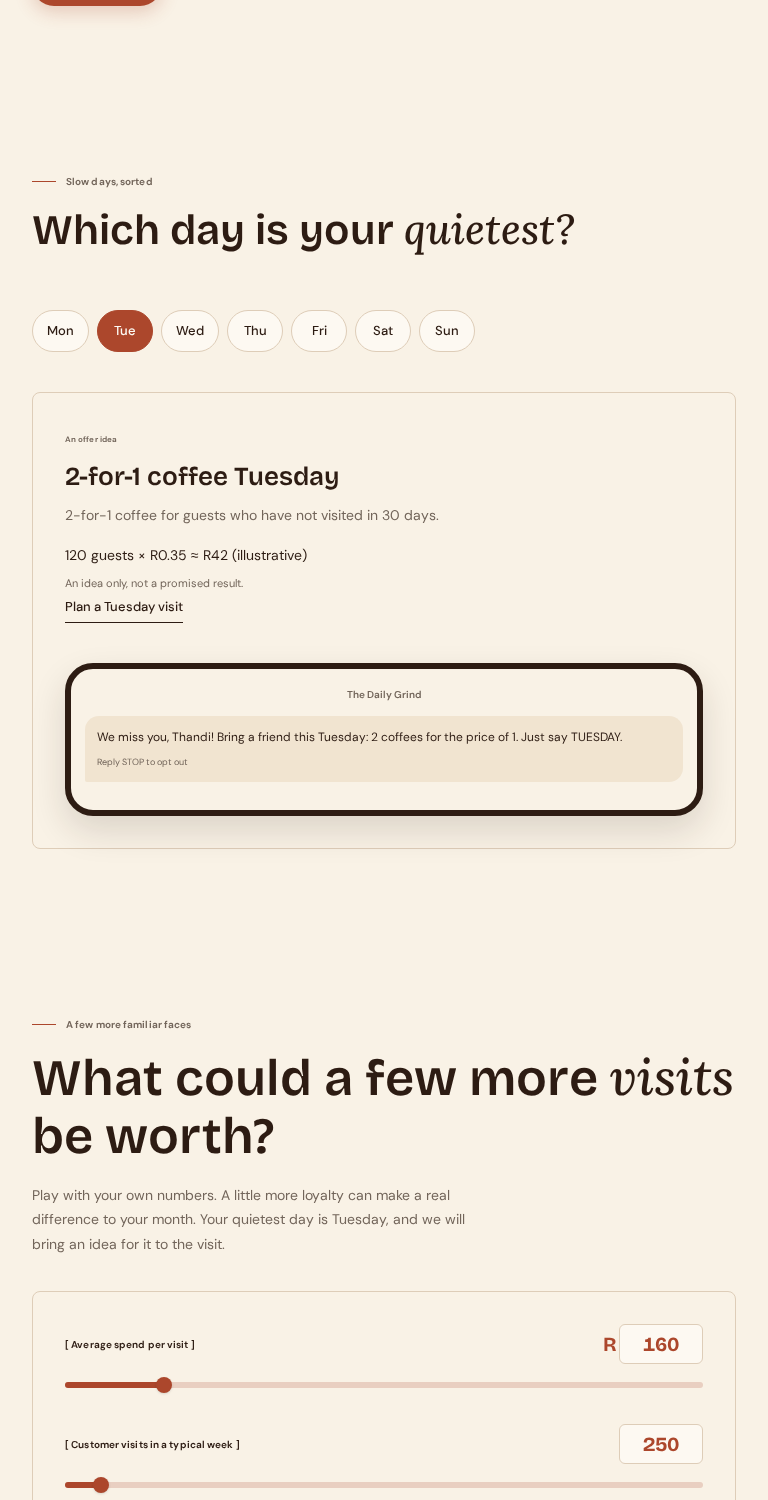 Slow days, sorted
Which day is your quietest?
Mon Tue Wed Thu Fri Sat Sun
An offer idea
2-for-1 coffee Tuesday
2-for-1 coffee for guests who have not visited in 30 days.
120 guests × R0.35 ≈ R42 (illustrative)
An idea only, not a promised result.
Plan a Tuesday visit
The Daily Grind
We miss you, Thandi! Bring a friend this Tuesday: 2 coffees for the price of 1. Just say TUESDAY.
Reply STOP to opt out
A few more familiar faces
What could a few more visits
be worth?
Play with your own numbers. A little more loyalty can make a real
difference to your month. Your quietest day is Tuesday, and we will
bring an idea for it to the visit.
[ Average spend per visit ] R 160
[ Customer visits in a typical week ] 250